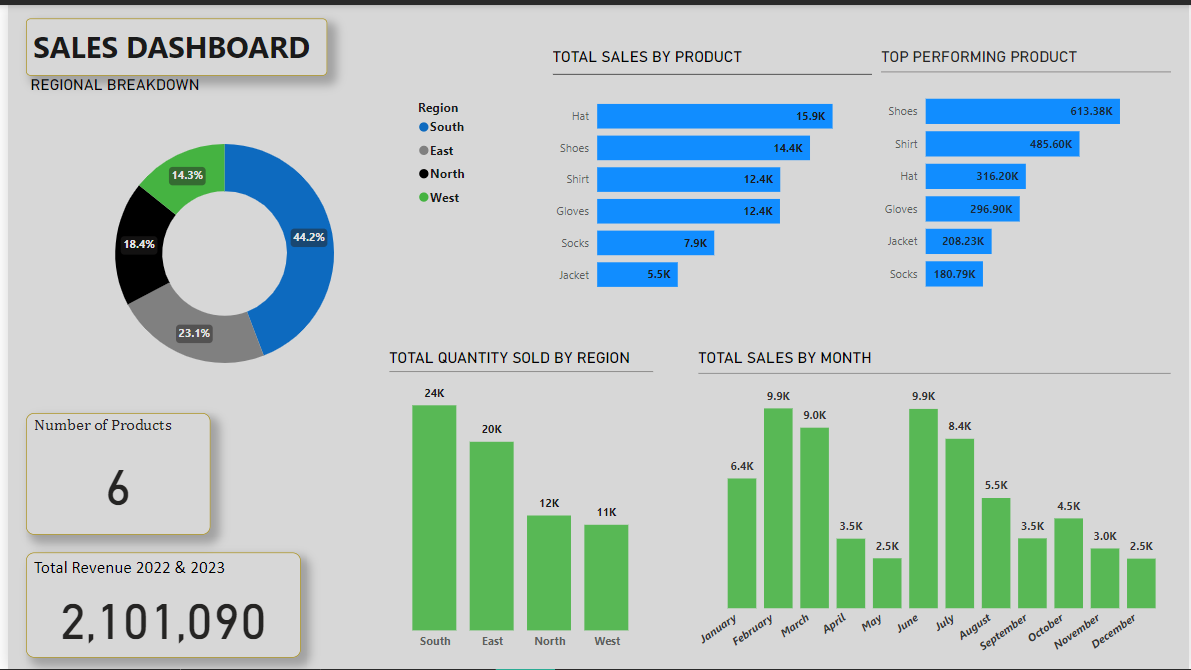 SALES DASHBOARD
REGIONAL BREAKDOWN
14.3%
44.2%
18.4%
23.1%
Region
South
East
North
West
TOTAL SALES BY PRODUCT
Hat 15.9K
Shoes 14.4K
Shirt 12.4K
Gloves 12.4K
Socks 7.9K
Jacket 5.5K
TOP PERFORMING PRODUCT
Shoes 613.38K
Shirt 485.60K
Hat 316.20K
Gloves 296.90K
Jacket 208.23K
Socks 180.79K
Number of Products
6
Total Revenue 2022 & 2023
2,101,090
TOTAL QUANTITY SOLD BY REGION
24K 20K 12K 11K
South East North West
TOTAL SALES BY MONTH
6.4K 9.9K 9.0K 3.5K 2.5K 9.9K 8.4K 5.5K 3.5K 4.5K 3.0K 2.5K
January February March April May June July August September October November December